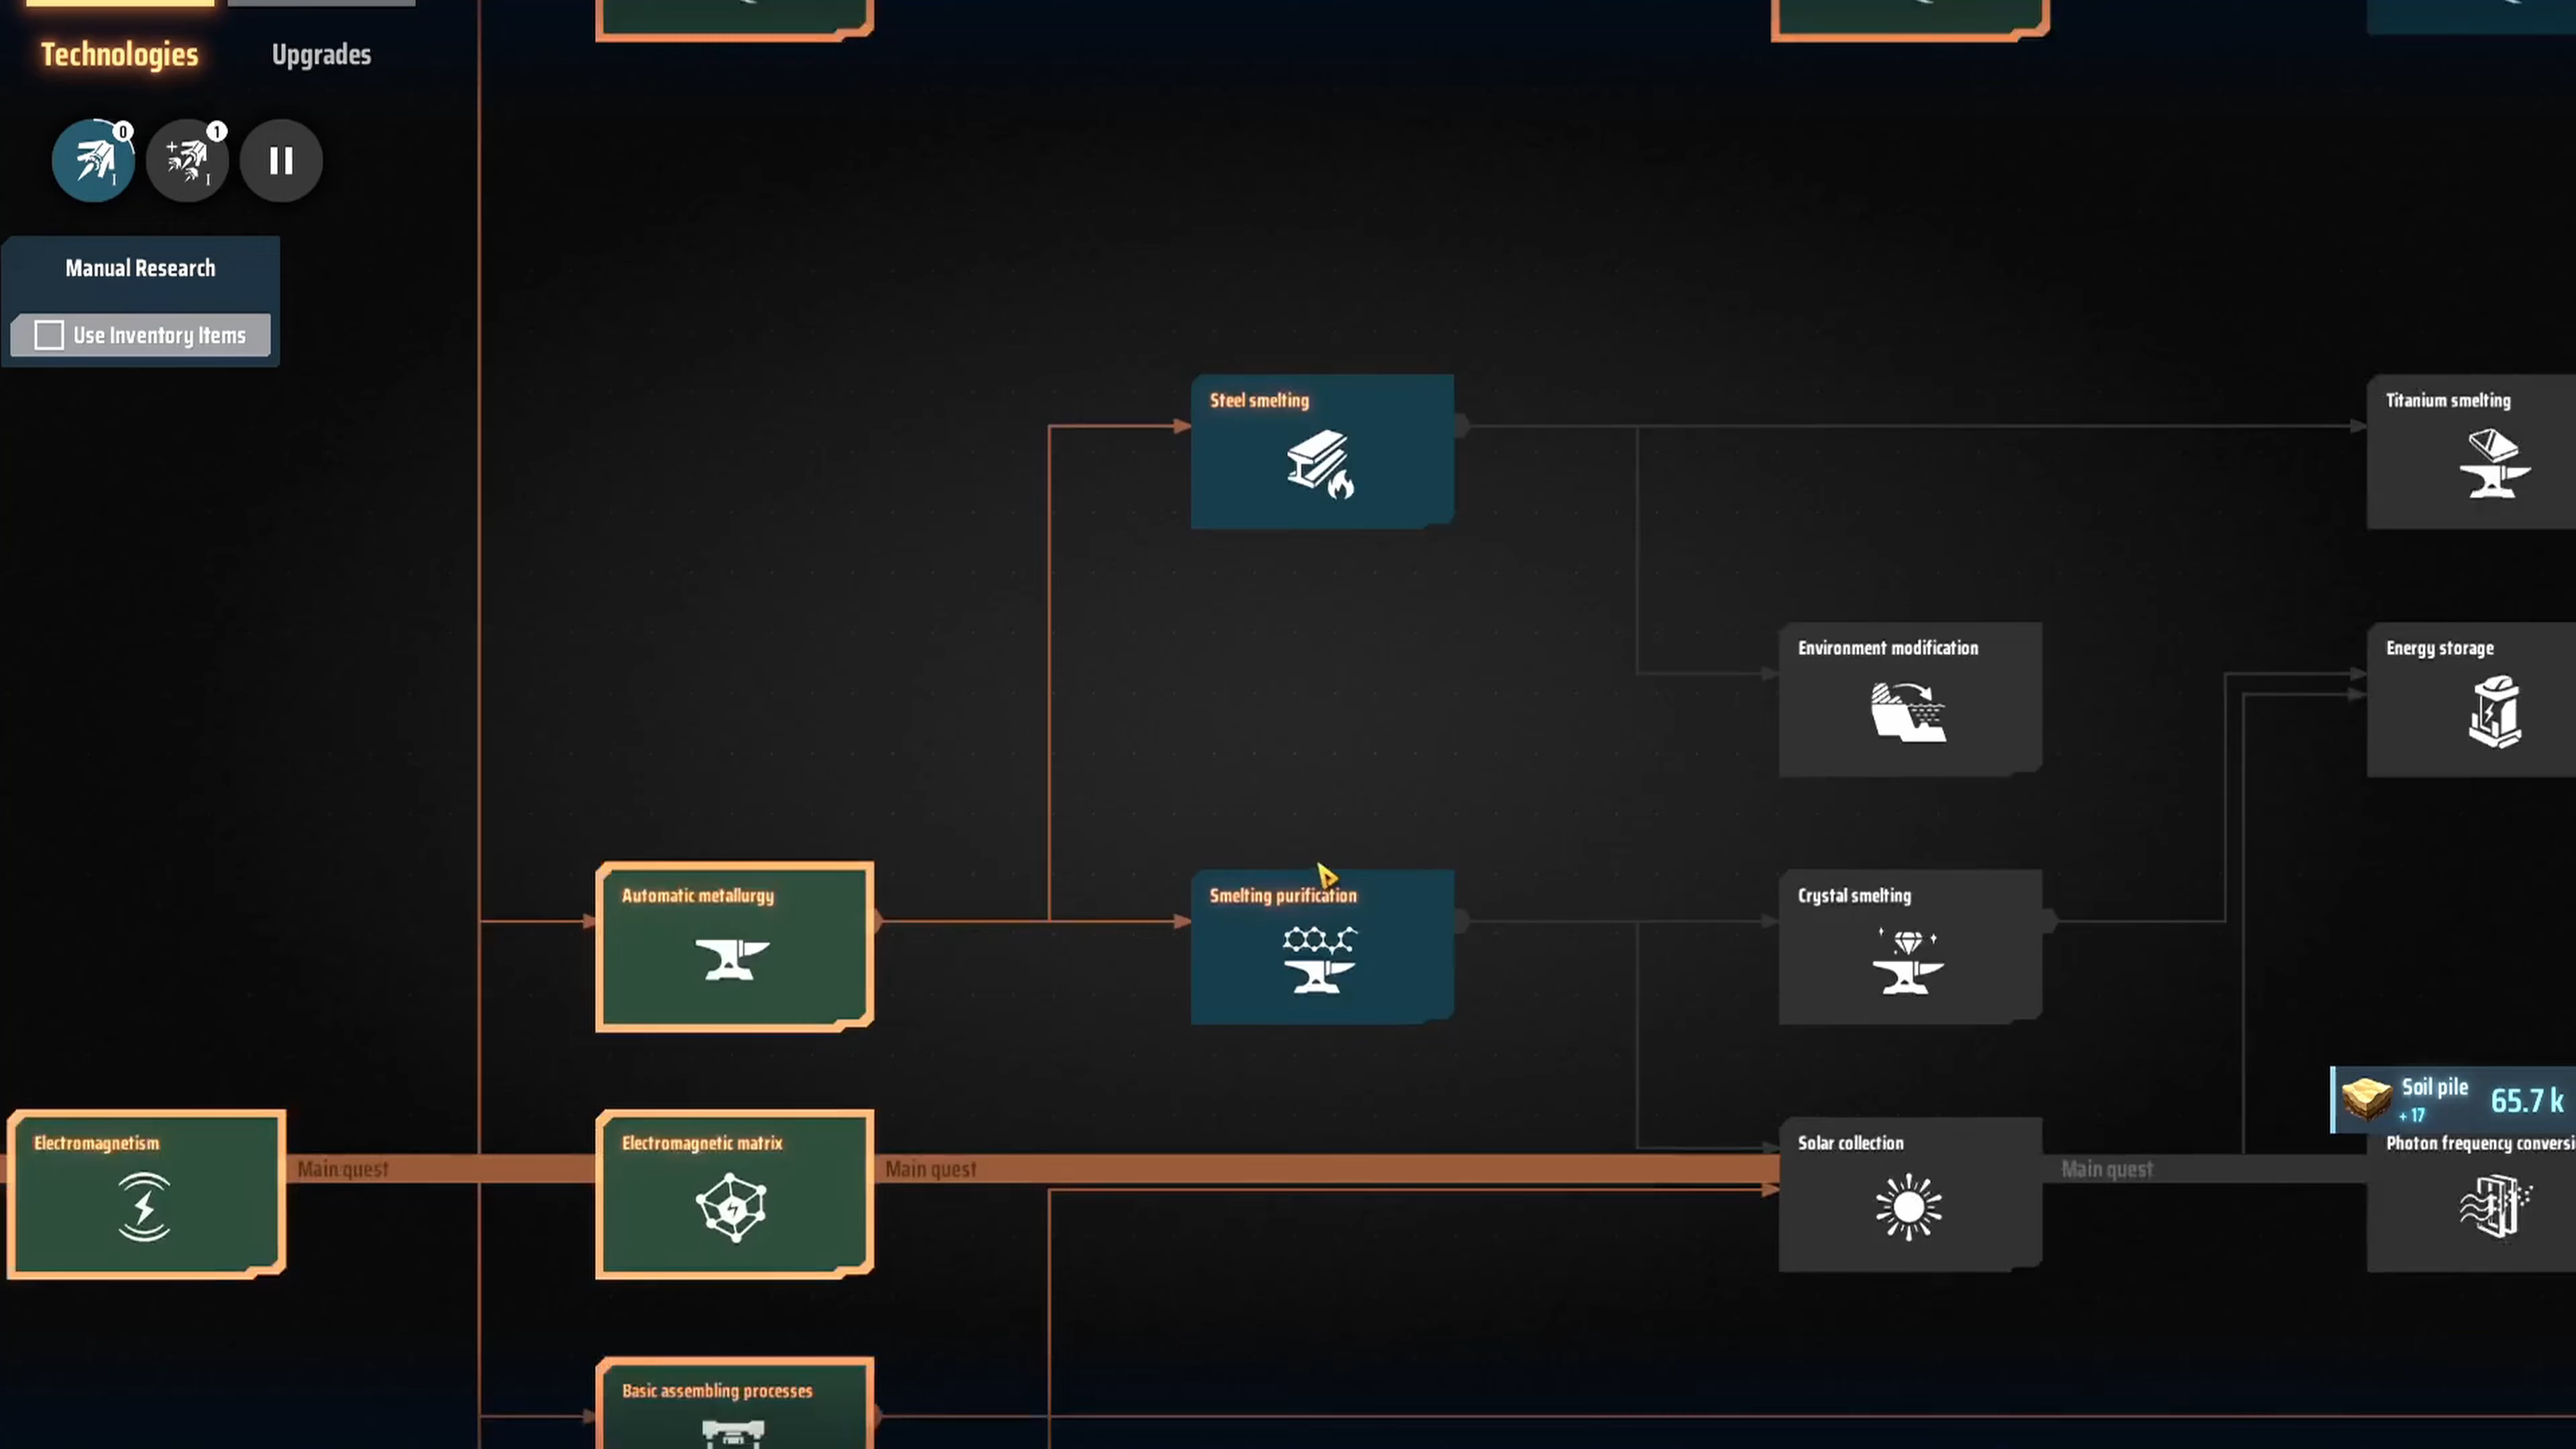 Technologies
Upgrades
0
1
I
I
Manual Research
Use Inventory Items
Steel smelting
Titanium smelting
Environment modification
Energy storage
Automatic metallurgy
Smelting purification
Crystal smelting
Soil pile
+ 17
65.7 k
Electromagnetism
Main quest
Electromagnetic matrix
Main quest
Solar collection
Main quest
Photon frequency conversi
Basic assembling processes